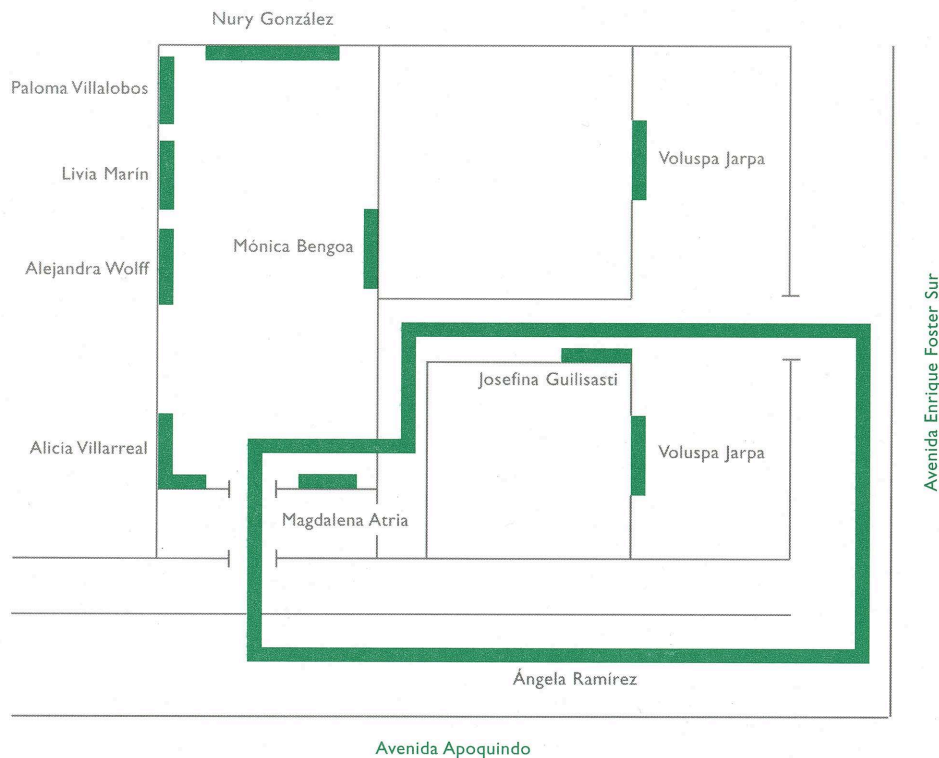 Nury González
Paloma Villalobos
Livia Marín
Voluspa Jarpa
Mónica Bengoa
Alejandra Wolff
Avenida Enrique Foster Sur
Josefina Guilisasti
Alicia Villarreal
Voluspa Jarpa
Magdalena Atria
Ángela Ramírez
Avenida Apoquindo